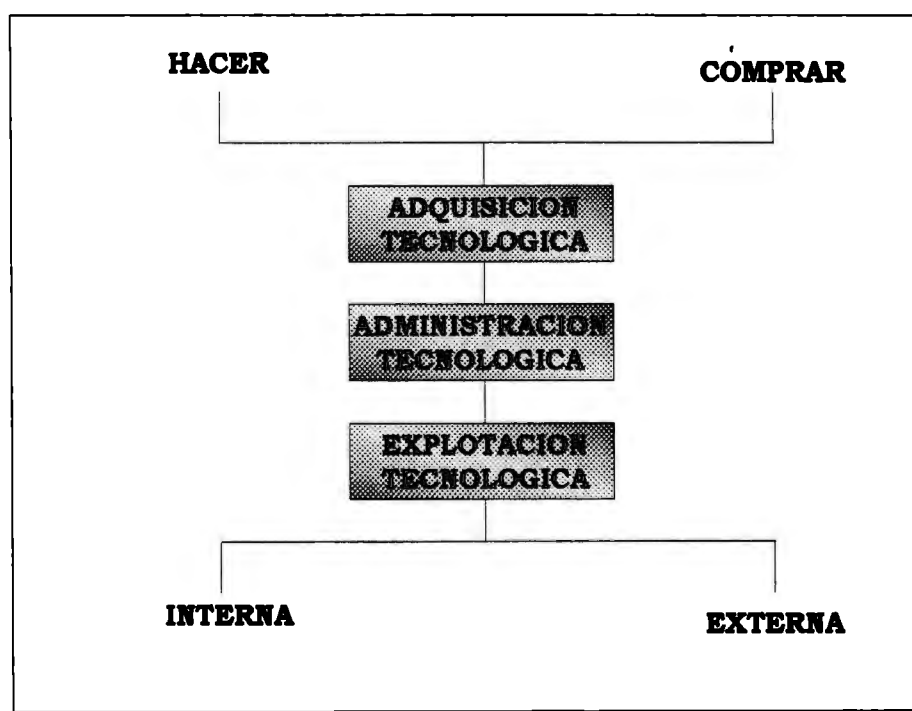 HACER
COMPRAR
ADQUISICION
TECNOLOGICA
ADMINISTRACION
TECNOLOGICA
EXPLOTACION
TECNOLOGICA
INTERNA
EXTERNA